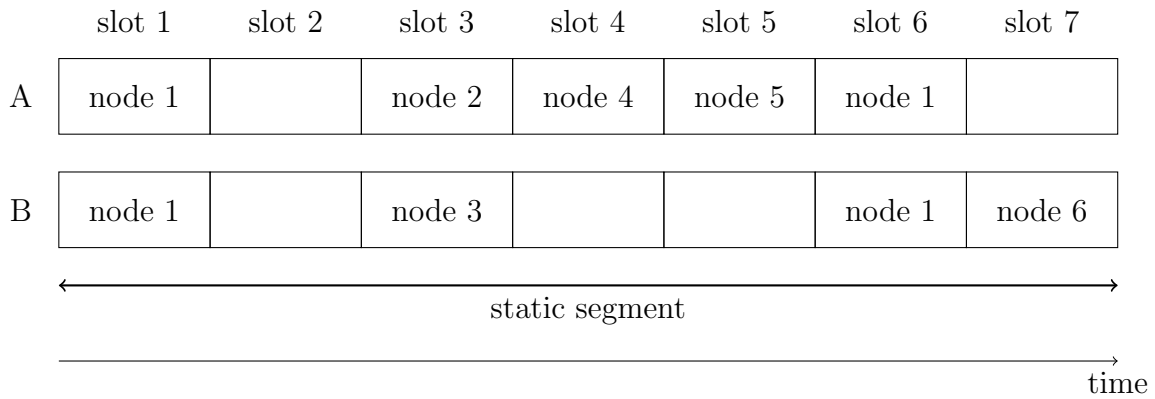 slot 1 slot 2 slot 3 slot 4 slot 5 slot 6 slot 7
A node 1 node 2 node 4 node 5 node 1
B node 1 node 3 node 1 node 6
static segment
time